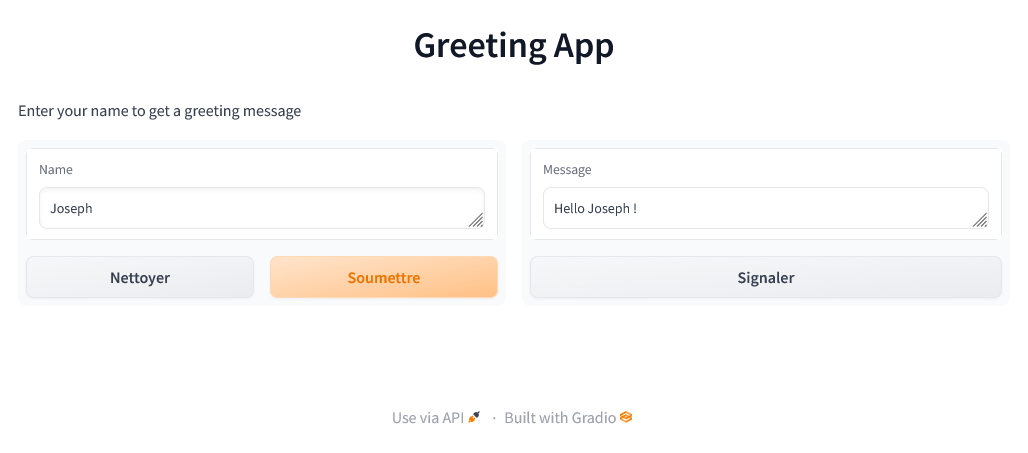 Greeting App
Enter your name to get a greeting message
Name
Joseph
Nettoyer
Soumettre
Message
Hello Joseph !
Signaler
Use via API · Built with Gradio